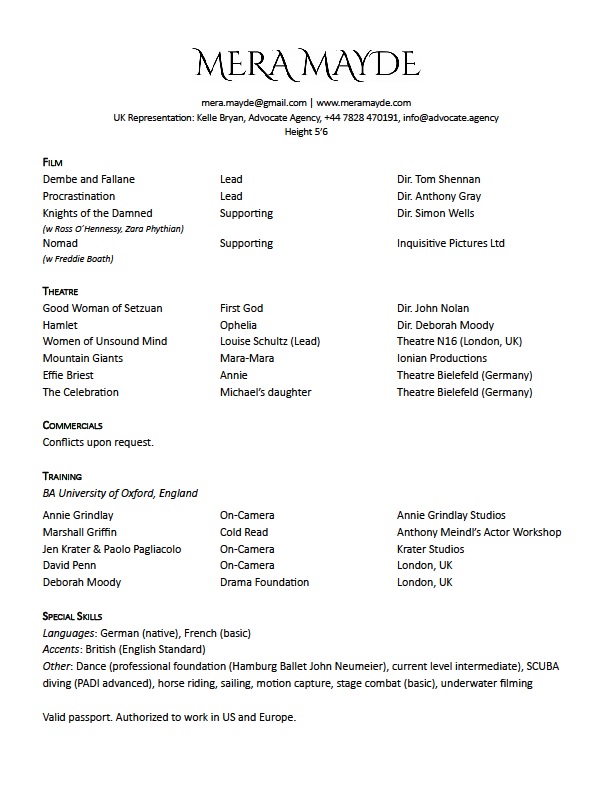 MERA MAYDE
mera.mayde@gmail.com | www.meramayde.com
UK Representation: Kelle Bryan, Advocate Agency, +44 7828 470191, info@advocate.agency
Height 5'6
FILM
Dembe and Fallane Lead Dir. Tom Shennan
Procrastination Lead Dir. Anthony Gray
Knights of the Damned Supporting Dir. Simon Wells
(w Ross O'Hennessy, Zara Phythian)
Nomad Supporting Inquisitive Pictures Ltd
(w Freddie Boath)
THEATRE
Good Woman of Setzuan First God Dir. John Nolan
Hamlet Ophelia Dir. Deborah Moody
Women of Unsound Mind Louise Schultz (Lead) Theatre N16 (London, UK)
Mountain Giants Mara-Mara Ionian Productions
Effie Briest Annie Theatre Bielefeld (Germany)
The Celebration Michael's daughter Theatre Bielefeld (Germany)
COMMERCIALS
Conflicts upon request.
TRAINING
BA University of Oxford, England
Annie Grindlay On-Camera Annie Grindlay Studios
Marshall Griffin Cold Read Anthony Meindl's Actor Workshop
Jen Krater & Paolo Pagliacolo On-Camera Krater Studios
David Penn On-Camera London, UK
Deborah Moody Drama Foundation London, UK
SPECIAL SKILLS
Languages: German (native), French (basic)
Accents: British (English Standard)
Other: Dance (professional foundation (Hamburg Ballet John Neumeier), current level intermediate), SCUBA
diving (PADI advanced), horse riding, sailing, motion capture, stage combat (basic), underwater filming
Valid passport. Authorized to work in US and Europe.